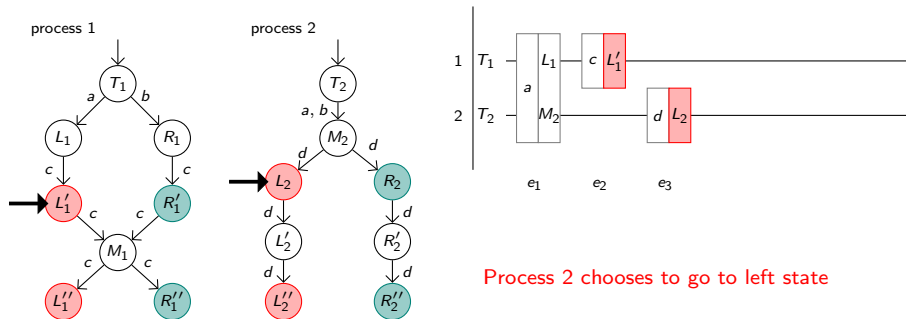 process 1
process 2
T₁
a
b
L₁
R₁
c
c
L₁′
R₁′
c
c
M₁
c
c
L₁′′
R₁′′
T₂
a, b
M₂
d
d
L₂
R₂
d
d
L₂′
R₂′
d
d
L₂′′
R₂′′
1 T₁ a L₁ c L₁′
2 T₂ M₂ d L₂
e₁ e₂ e₃
Process 2 chooses to go to left state